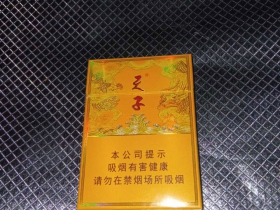 天子
本公司提示
吸烟有害健康
请勿在禁烟场所吸烟